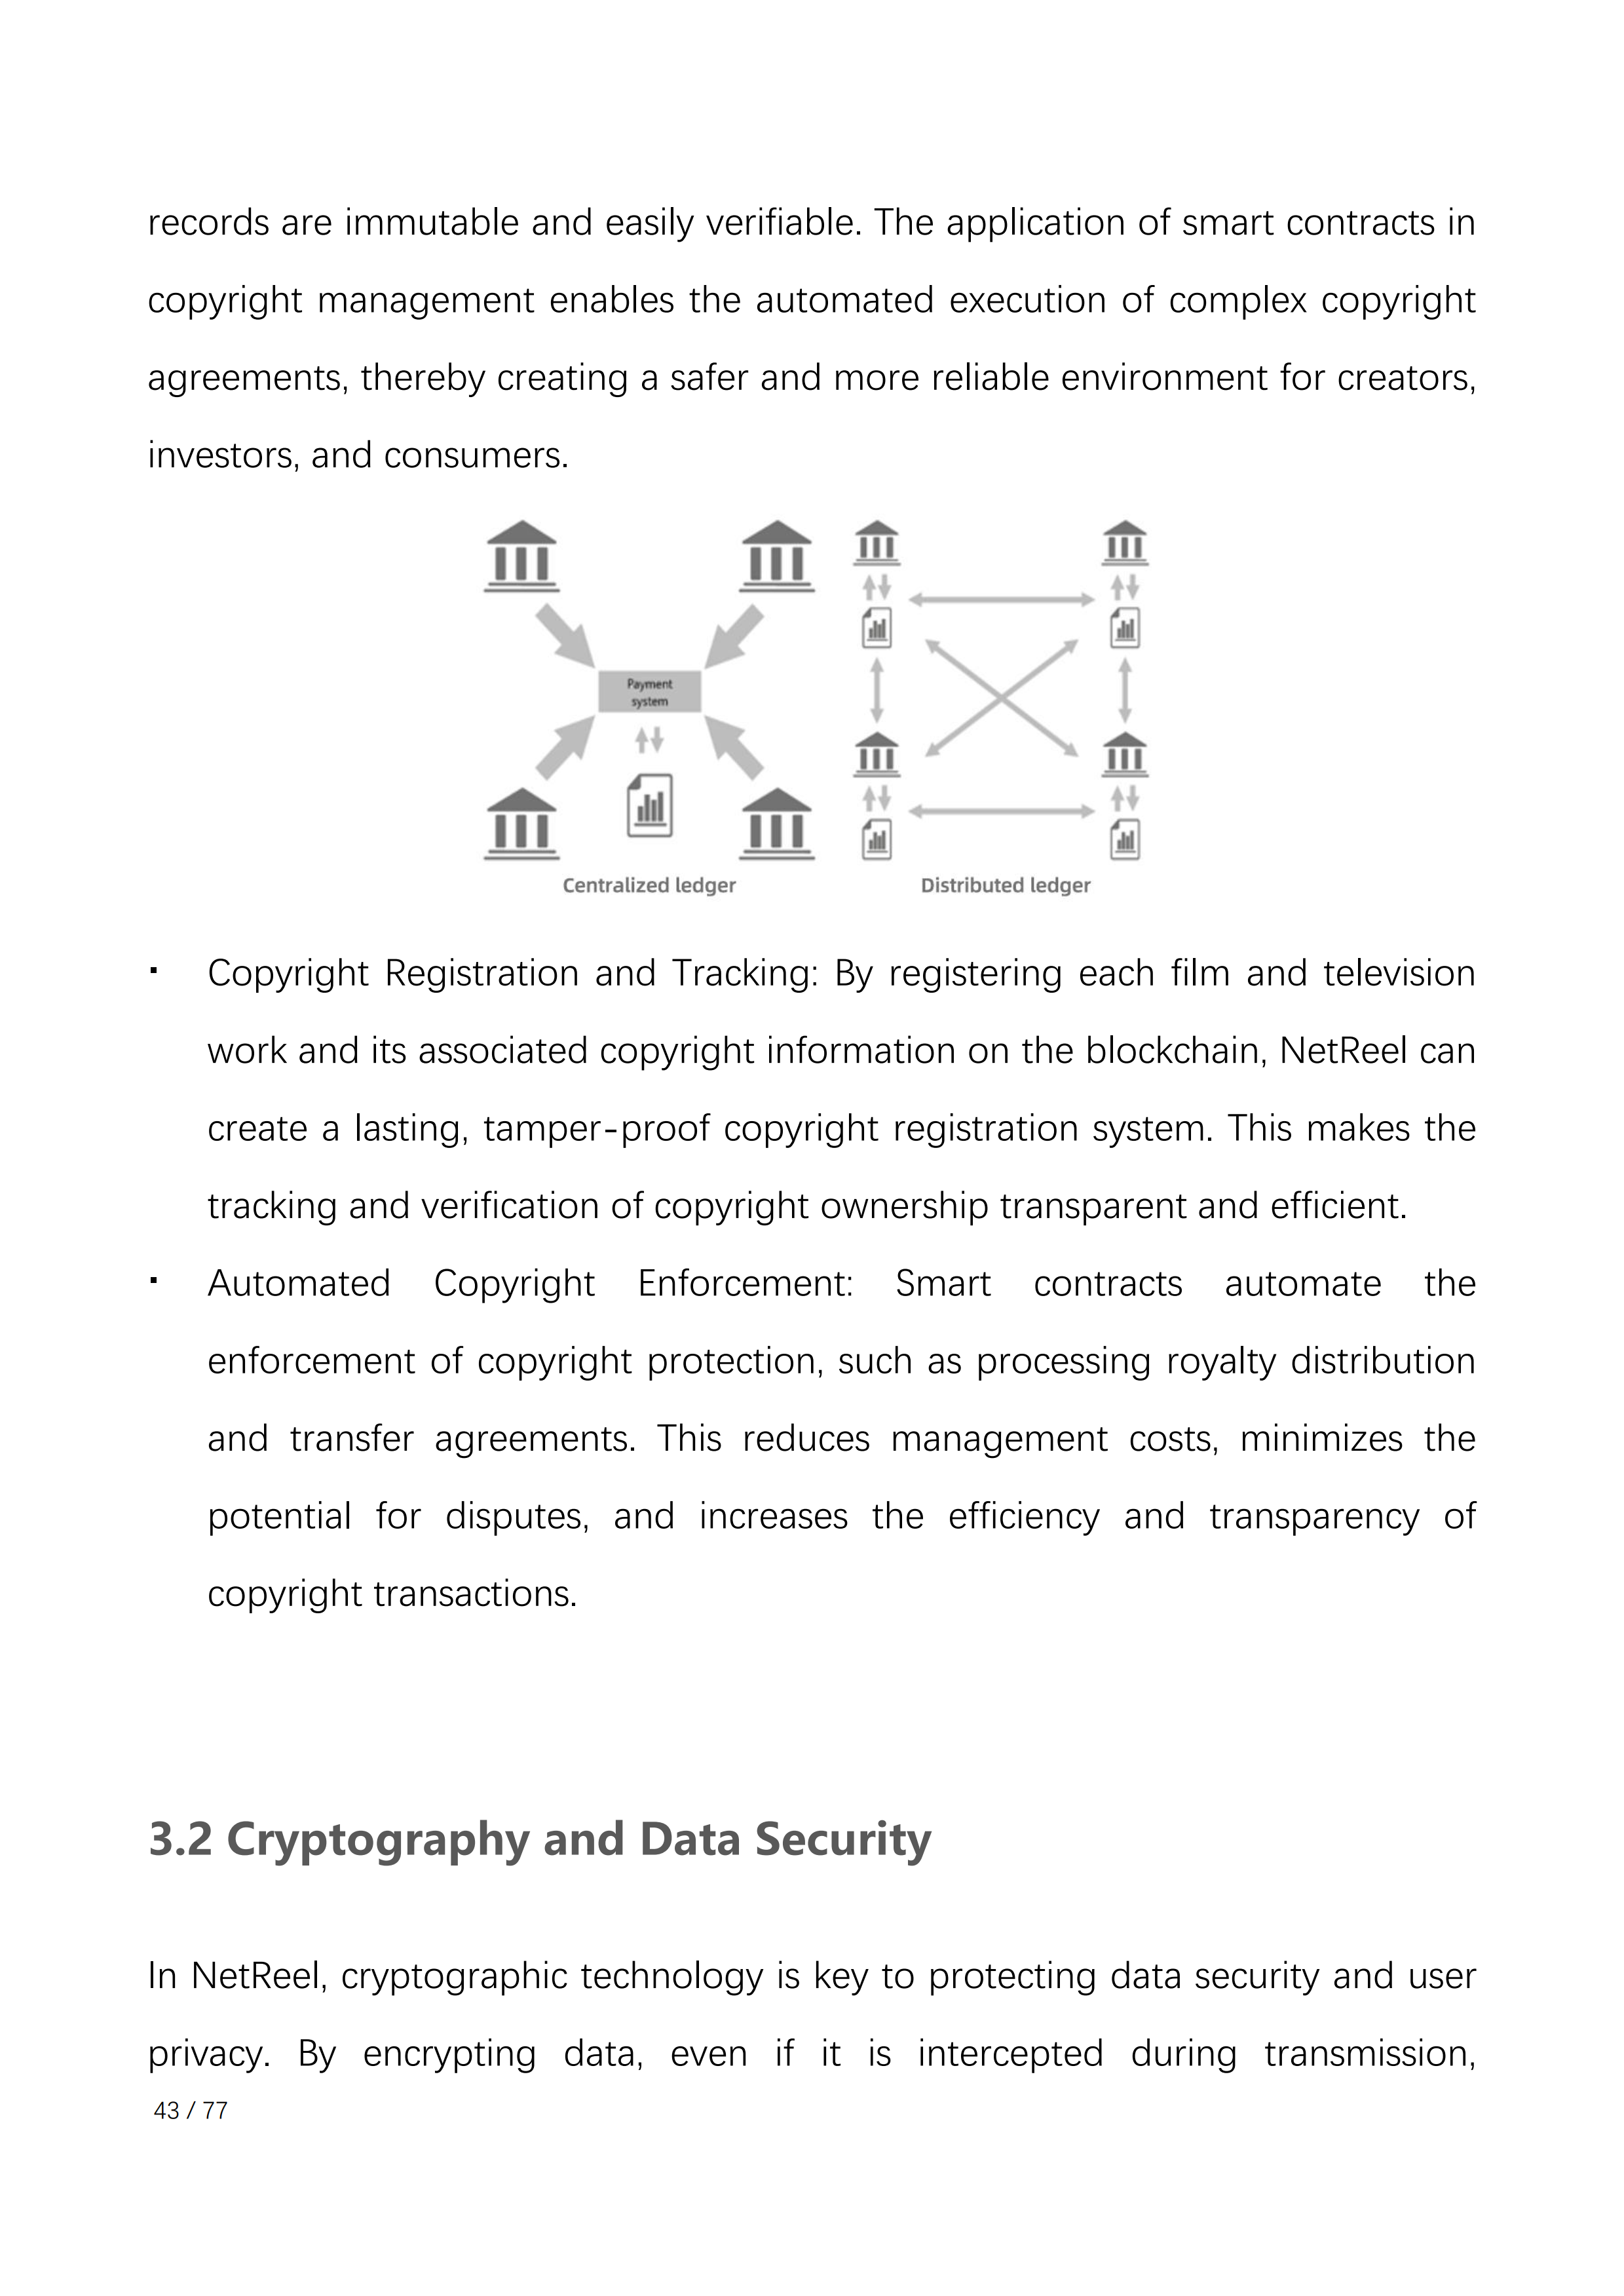 records are immutable and easily verifiable. The application of smart contracts in
copyright management enables the automated execution of complex copyright
agreements, thereby creating a safer and more reliable environment for creators,
investors, and consumers.
Payment
system
Centralized ledger
Distributed ledger
▪ Copyright Registration and Tracking: By registering each film and television
work and its associated copyright information on the blockchain, NetReel can
create a lasting, tamper-proof copyright registration system. This makes the
tracking and verification of copyright ownership transparent and efficient.
▪ Automated Copyright Enforcement: Smart contracts automate the
enforcement of copyright protection, such as processing royalty distribution
and transfer agreements. This reduces management costs, minimizes the
potential for disputes, and increases the efficiency and transparency of
copyright transactions.
3.2 Cryptography and Data Security
In NetReel, cryptographic technology is key to protecting data security and user
privacy. By encrypting data, even if it is intercepted during transmission,
43 / 77